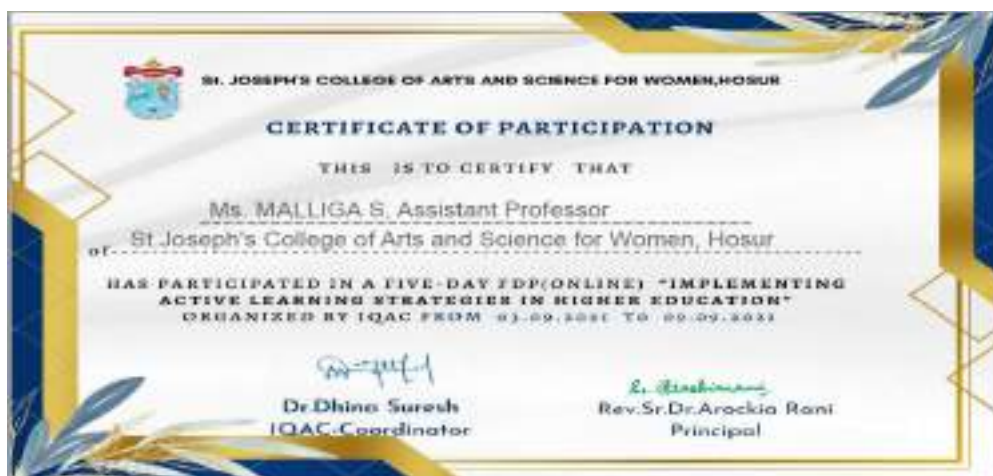 St. JOSEPH'S COLLEGE OF ARTS AND SCIENCE FOR WOMEN,HOSUR
CERTIFICATE OF PARTICIPATION
THIS IS TO CERTIFY THAT
Ms. MALLIGA S, Assistant Professor
of St Joseph's College of Arts and Science for Women, Hosur
HAS PARTICIPATED IN A FIVE-DAY FDP(ONLINE) "IMPLEMENTING
ACTIVE LEARNING STRATEGIES IN HIGHER EDUCATION"
ORGANIZED BY IQAC FROM TO
Dr.Dhina Suresh
IQAC-Coordinator
Rev.Sr.Dr.Arockia Rani
Principal